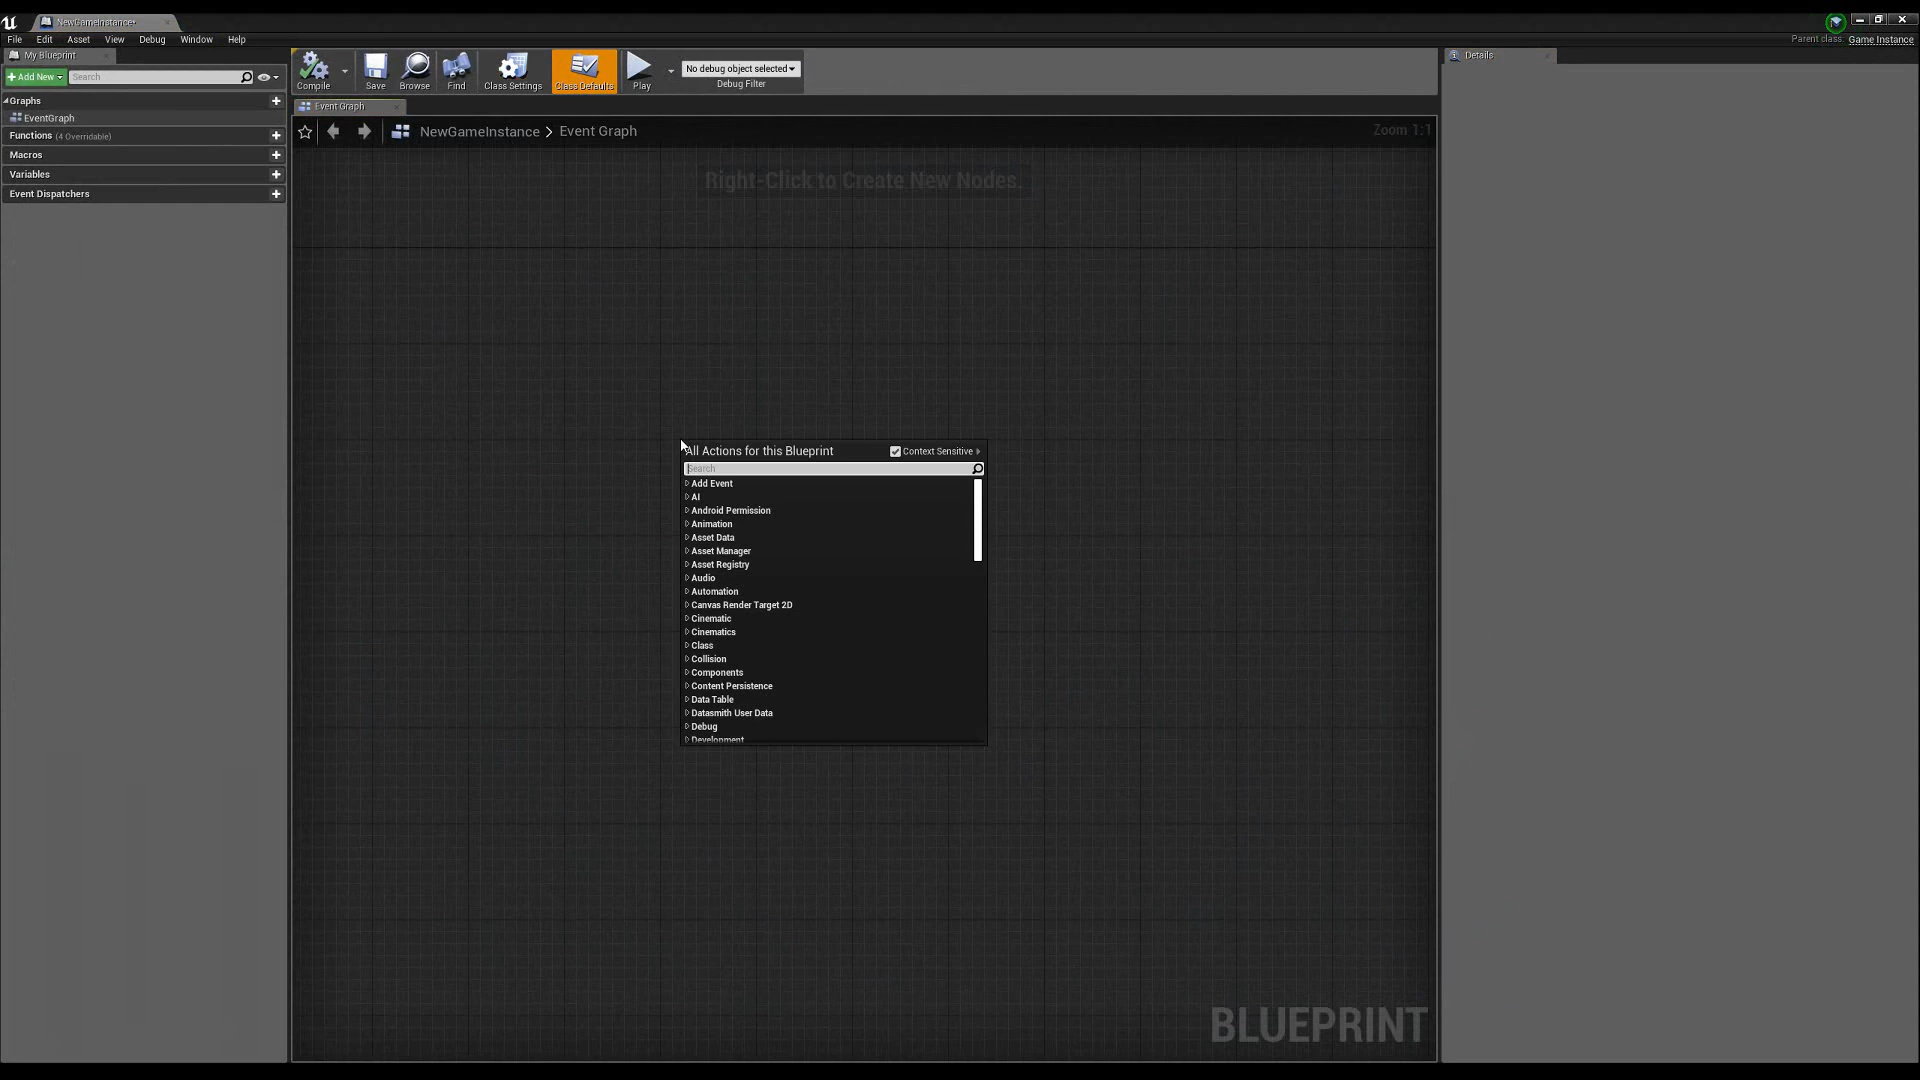 NewGameInstance*
File Edit Asset View Debug Window Help
Parent class: Game Instance
My Blueprint
Details
Add New
Search
Compile
Save
Browse
Find
Class Settings
Class Defaults
Play
No debug object selected
Debug Filter
Graphs
EventGraph
Functions (4 Overridable)
Macros
Variables
Event Dispatchers
Event Graph
NewGameInstance > Event Graph
Zoom 1:1
Right-Click to Create New Nodes.
All Actions for this Blueprint
Context Sensitive
Search
Add Event
AI
Android Permission
Animation
Asset Data
Asset Manager
Asset Registry
Audio
Automation
Canvas Render Target 2D
Cinematic
Cinematics
Class
Collision
Components
Content Persistence
Data Table
Datasmith User Data
Debug
Development
BLUEPRINT